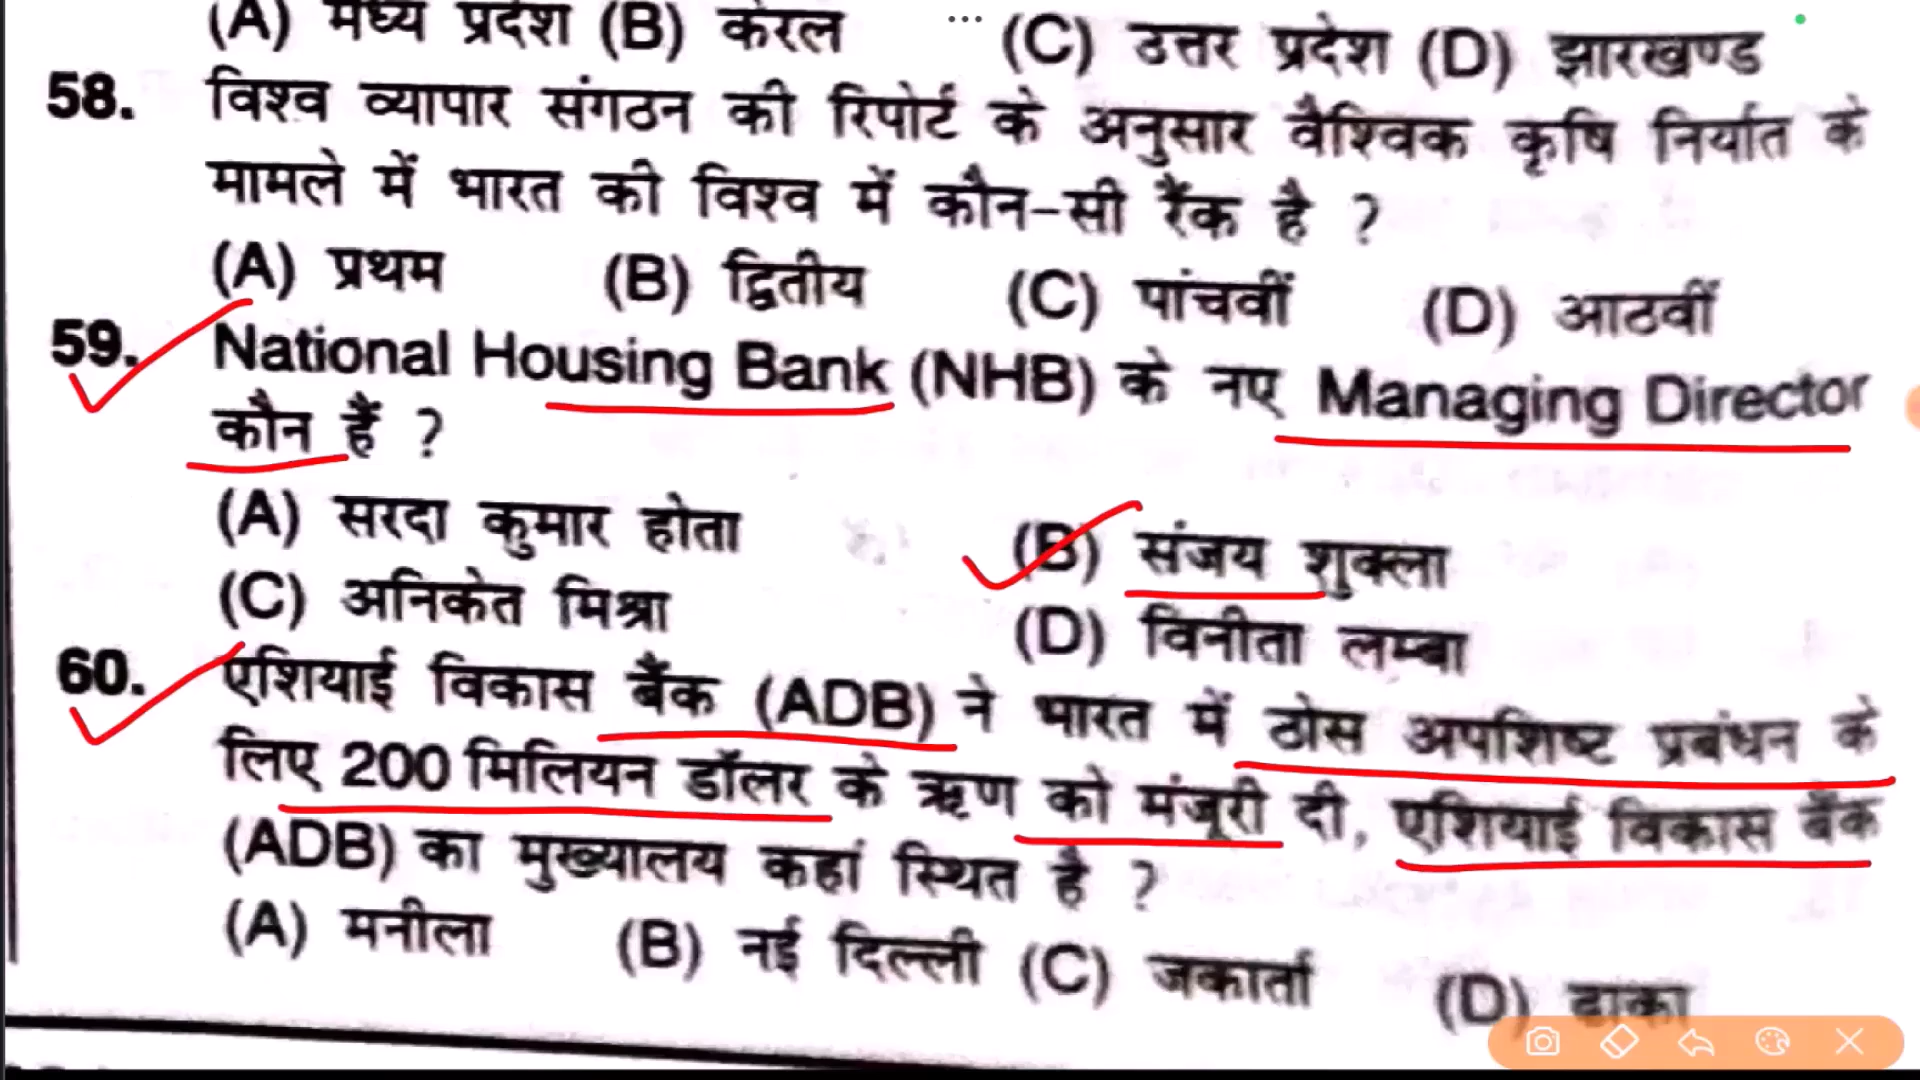 (A) मध्य प्रदेश (B) केरल (C) उत्तर प्रदेश (D) झारखण्ड
58. विश्व व्यापार संगठन की रिपोर्ट के अनुसार वैश्विक कृषि निर्यात के
मामले में भारत की विश्व में कौन-सी रैंक है ?
(A) प्रथम (B) द्वितीय (C) पांचवीं (D) आठवीं
59. National Housing Bank (NHB) के नए Managing Director
कौन हैं ?
(A) सरदा कुमार होता (B) संजय शुक्ला
(C) अनिकेत मिश्रा (D) विनीता लम्बा
60. एशियाई विकास बैंक (ADB) ने भारत में ठोस अपशिष्ट प्रबंधन के
लिए 200 मिलियन डॉलर के ऋण को मंजूरी दी, एशियाई विकास बैंक
(ADB) का मुख्यालय कहां स्थित है ?
(A) मनीला (B) नई दिल्ली (C) जकार्ता (D) ढाका